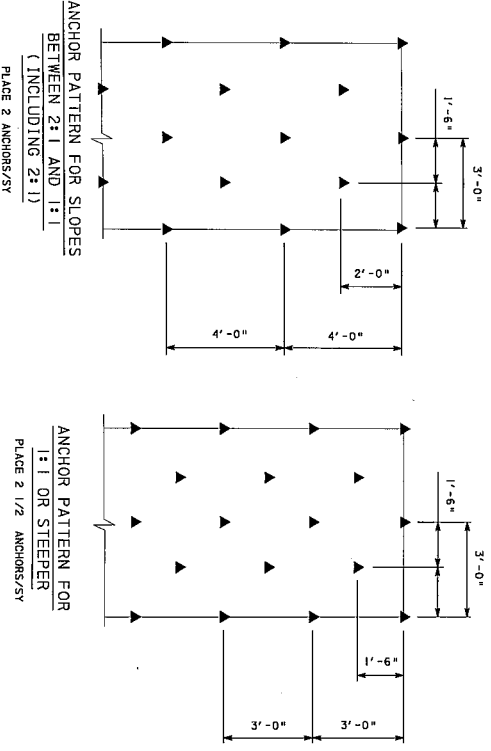 1'-6"
3'-0"
2'-0"
4'-0"
4'-0"
ANCHOR PATTERN FOR SLOPES
BETWEEN 2:1 AND 1:1
(INCLUDING 2:1)
PLACE 2 ANCHORS/SY
1'-6"
3'-0"
1'-6"
3'-0"
3'-0"
ANCHOR PATTERN FOR
1:1 OR STEEPER
PLACE 2 1/2 ANCHORS/SY